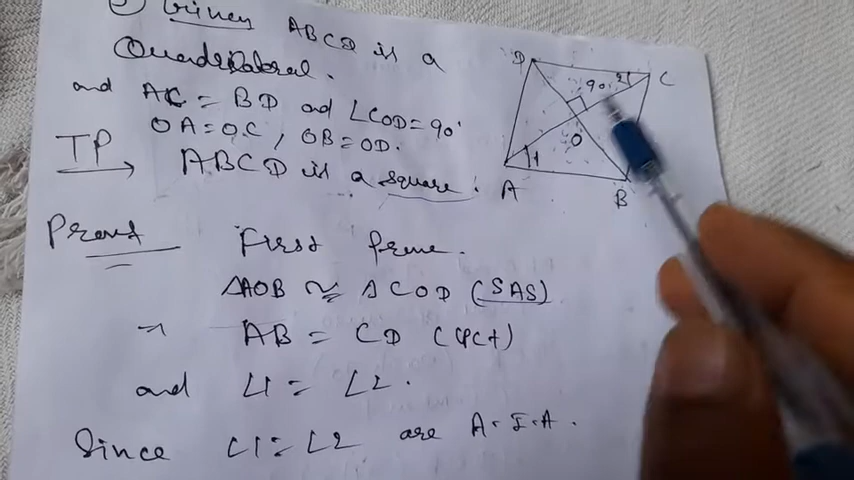 Given ABCD is a
Quadrilateral.
and AC = BD and ∠COD = 90°
OA = OC, OB = OD.
TP → ABCD is a square.
Proof First prove.
ΔAOB ≅ ΔCOD (SAS)
⇒ AB = CD (CPCT)
and ∠1 = ∠2.
Since ∠1 = ∠2 are A.I.A.
D
C
90°
2
O
1
A
B